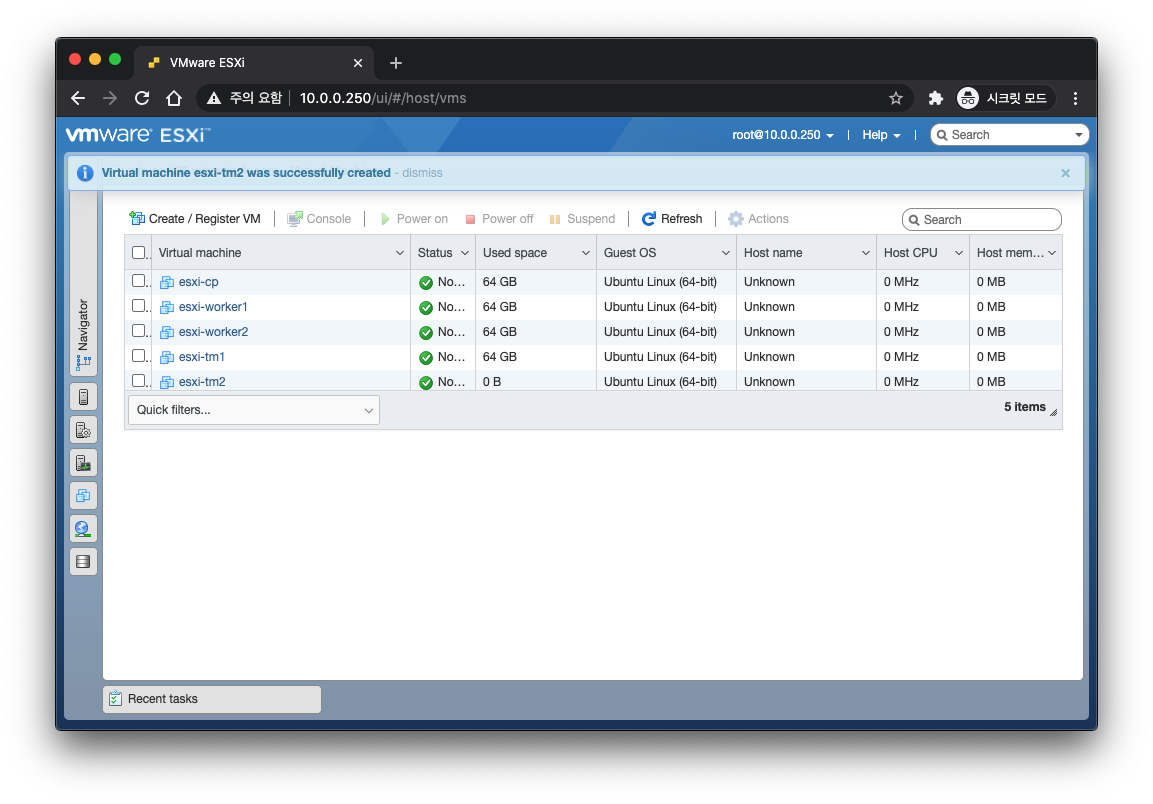 VMware ESXi
주의 요함 10.0.0.250/ui/#/host/vms 시크릿 모드
vmware® ESXi™ root@10.0.0.250 | Help | Search
Virtual machine esxi-tm2 was successfully created - dismiss
Navigator
Create / Register VM | Console | Power on Power off Suspend | Refresh | Actions Search
Virtual machine Status Used space Guest OS Host name Host CPU Host mem...
esxi-cp No... 64 GB Ubuntu Linux (64-bit) Unknown 0 MHz 0 MB
esxi-worker1 No... 64 GB Ubuntu Linux (64-bit) Unknown 0 MHz 0 MB
esxi-worker2 No... 64 GB Ubuntu Linux (64-bit) Unknown 0 MHz 0 MB
esxi-tm1 No... 64 GB Ubuntu Linux (64-bit) Unknown 0 MHz 0 MB
esxi-tm2 No... 0 B Ubuntu Linux (64-bit) Unknown 0 MHz 0 MB
Quick filters... 5 items
Recent tasks